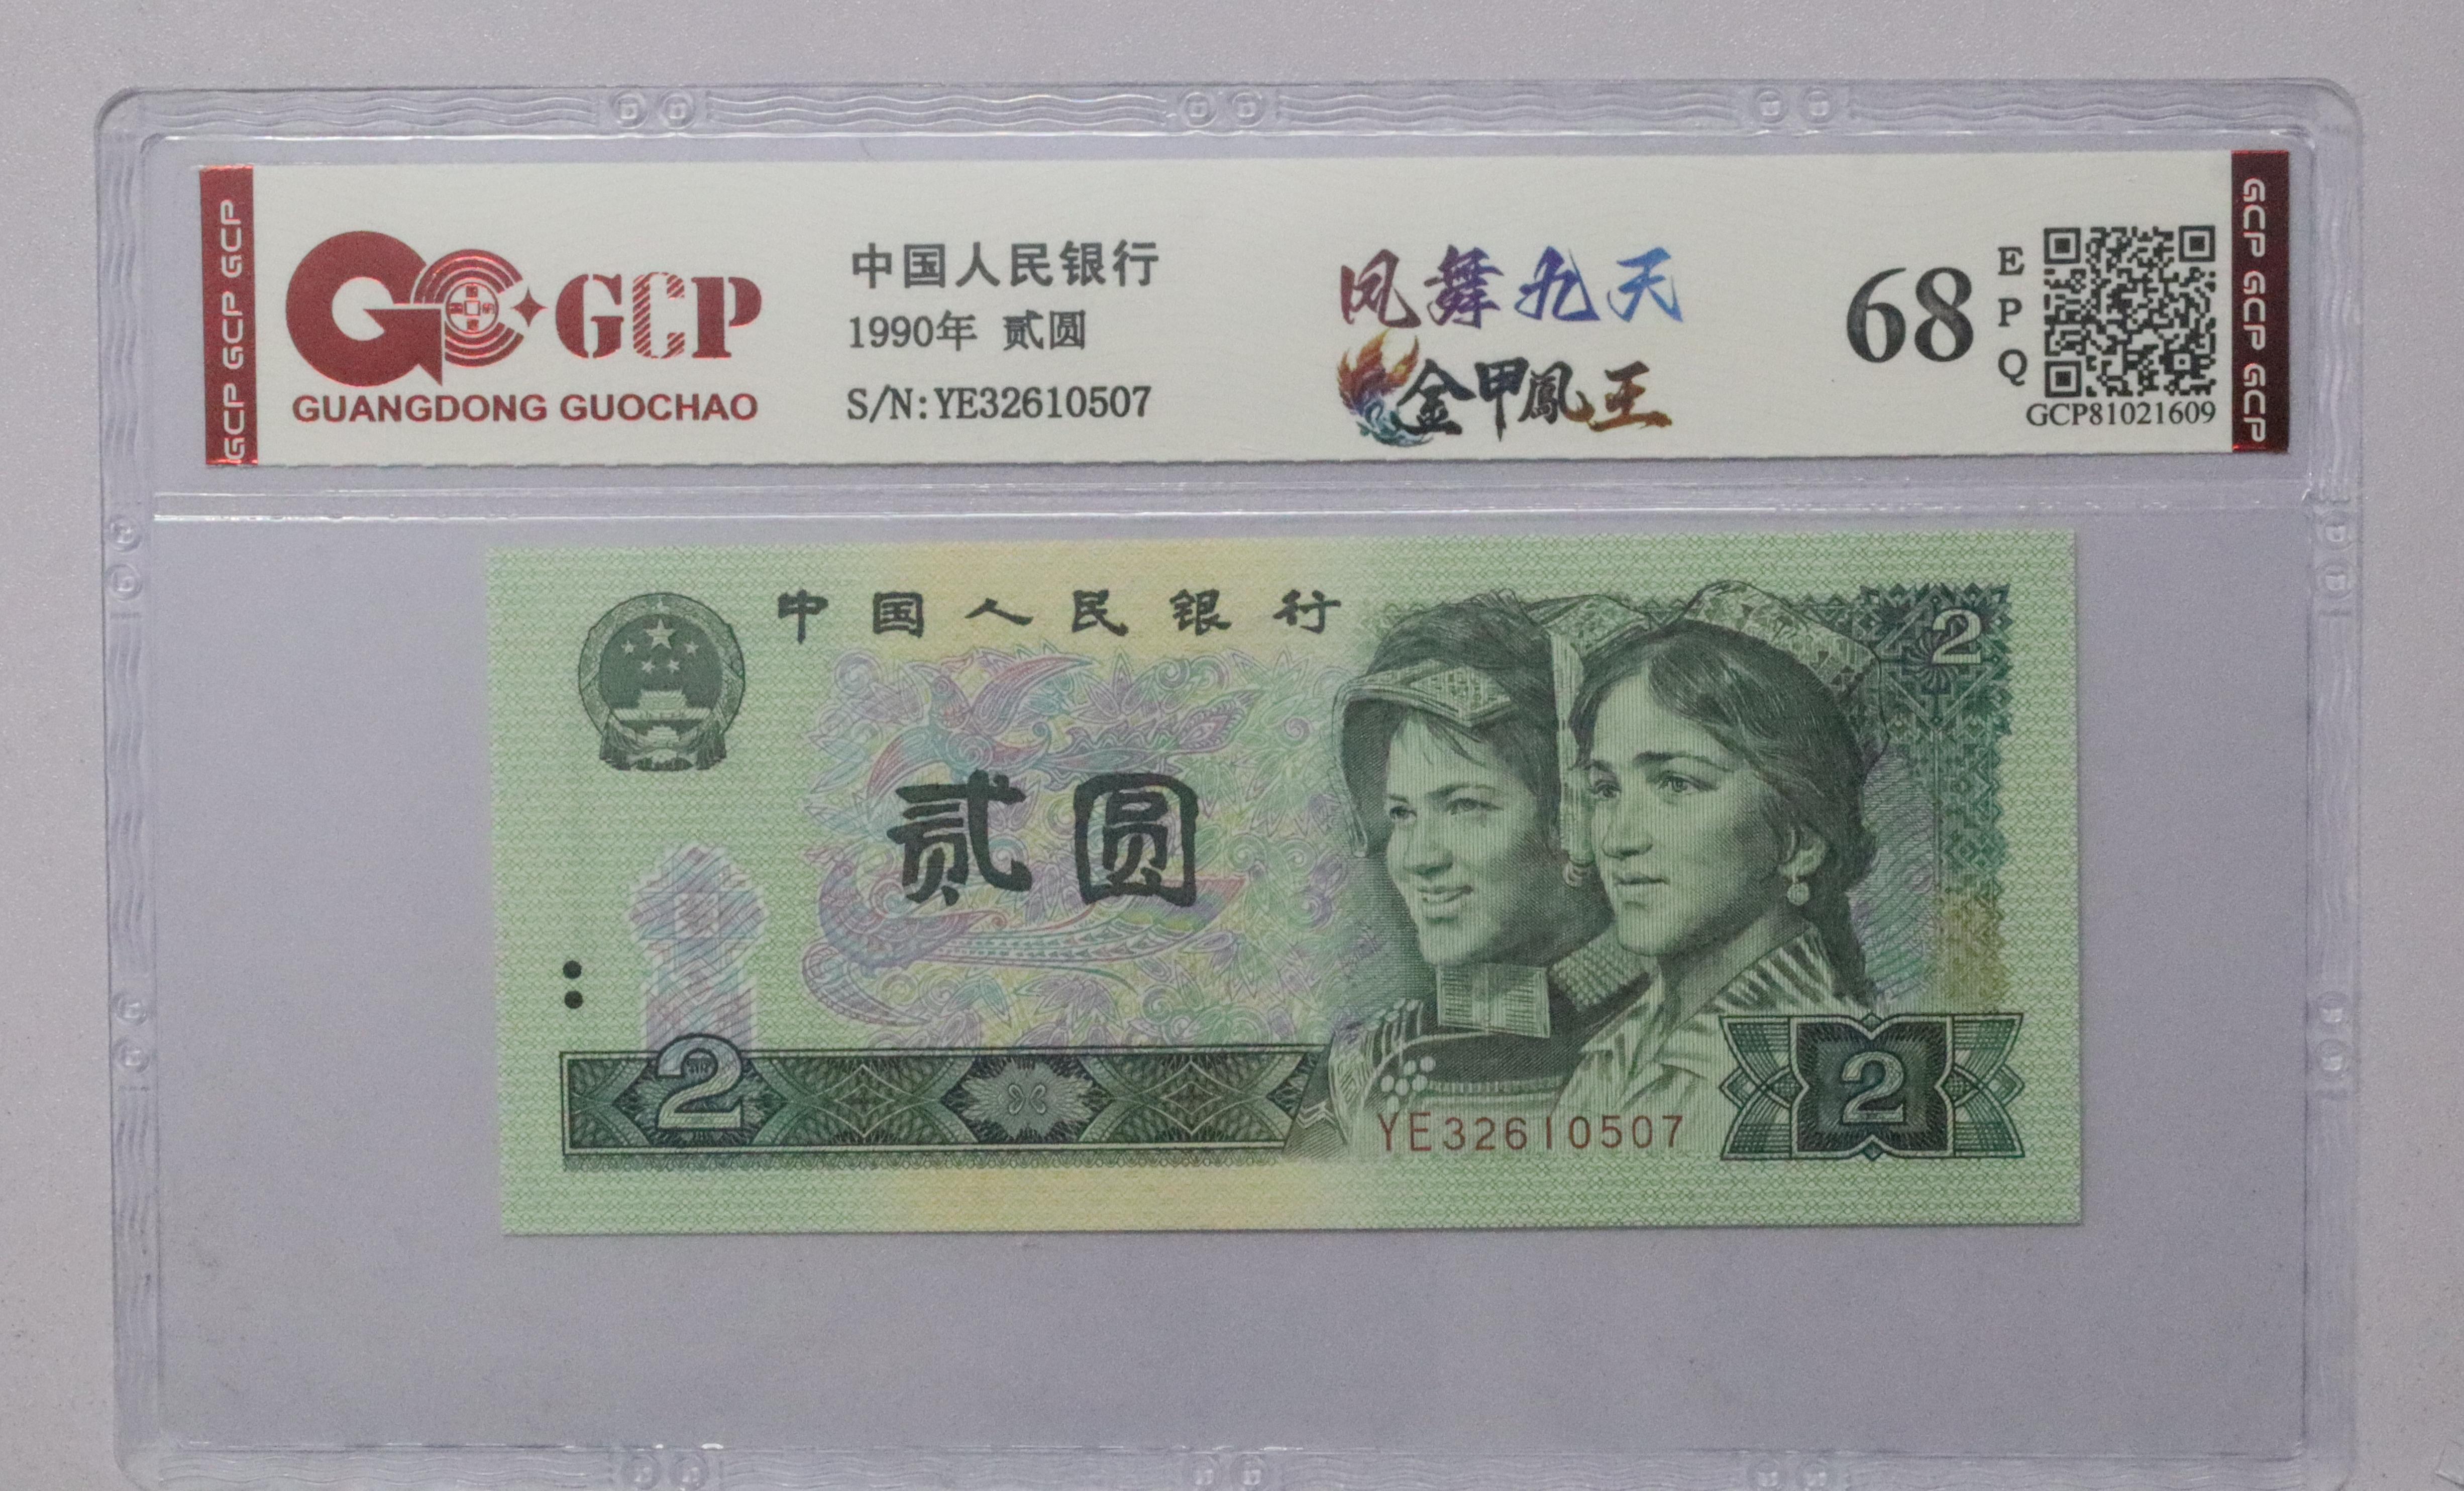 GCP GCP GCP
GCP
GUANGDONG GUOCHAO
中国人民银行
1990年 贰圆
S/N:YE32610507
凤舞九天
金甲鳳王
68
EPQ
GCP81021609
GCP GCP GCP
中国人民银行
2
贰圆
2
2
YE32610507